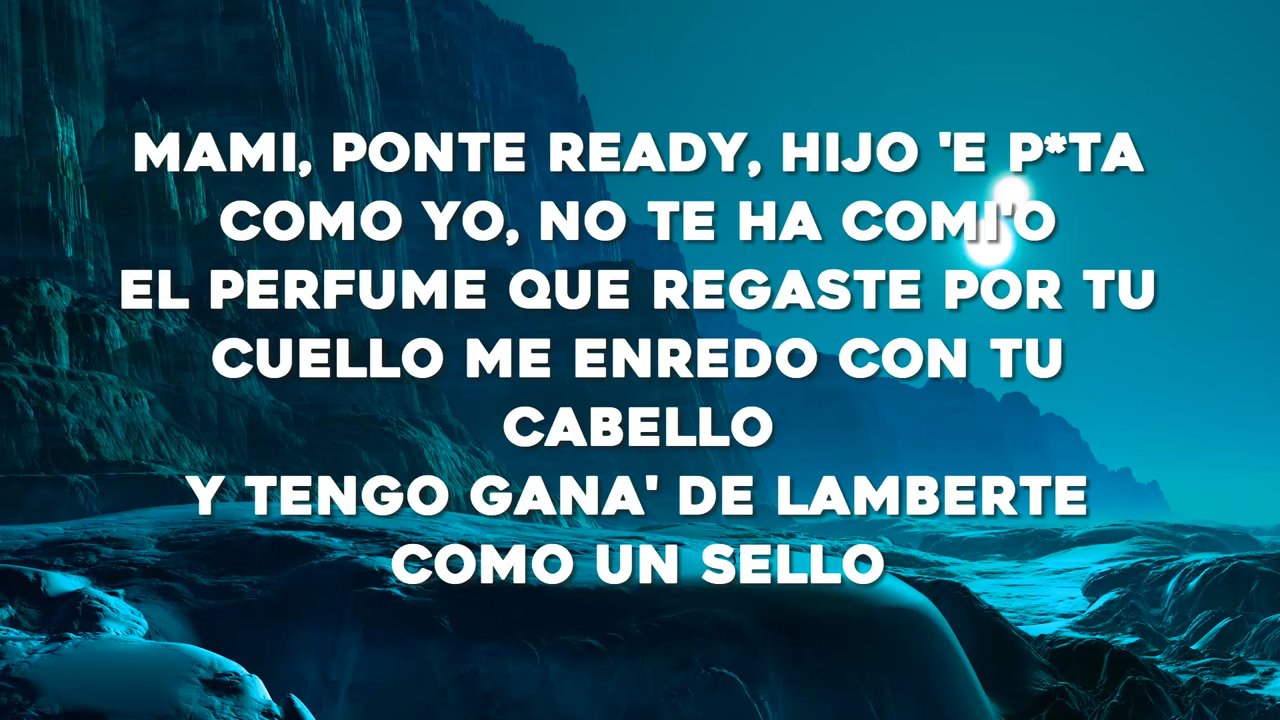 MAMI, PONTE READY, HIJO 'E P*TA
COMO YO, NO TE HA COMI'O
EL PERFUME QUE REGASTE POR TU
CUELLO ME ENREDO CON TU
CABELLO
Y TENGO GANA' DE LAMBERTE
COMO UN SELLO